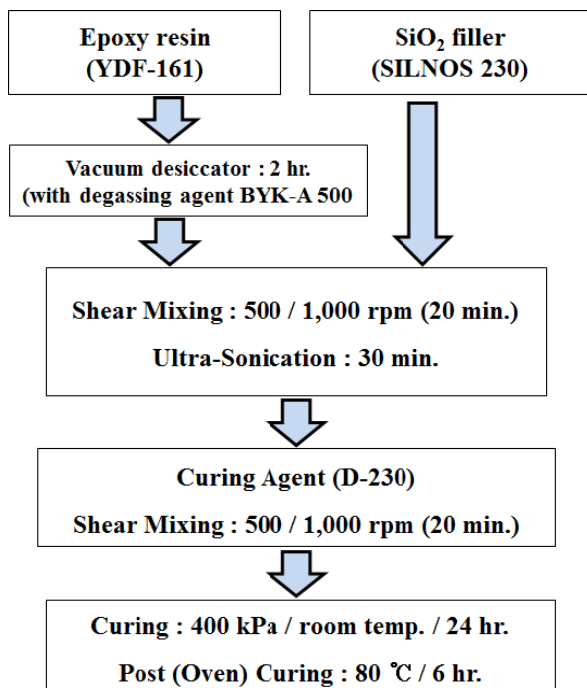 Epoxy resin
(YDF-161)
SiO₂ filler
(SILNOS 230)
Vacuum desiccator : 2 hr.
(with degassing agent BYK-A 500
Shear Mixing : 500 / 1,000 rpm (20 min.)
Ultra-Sonication : 30 min.
Curing Agent (D-230)
Shear Mixing : 500 / 1,000 rpm (20 min.)
Curing : 400 kPa / room temp. / 24 hr.
Post (Oven) Curing : 80 ℃ / 6 hr.